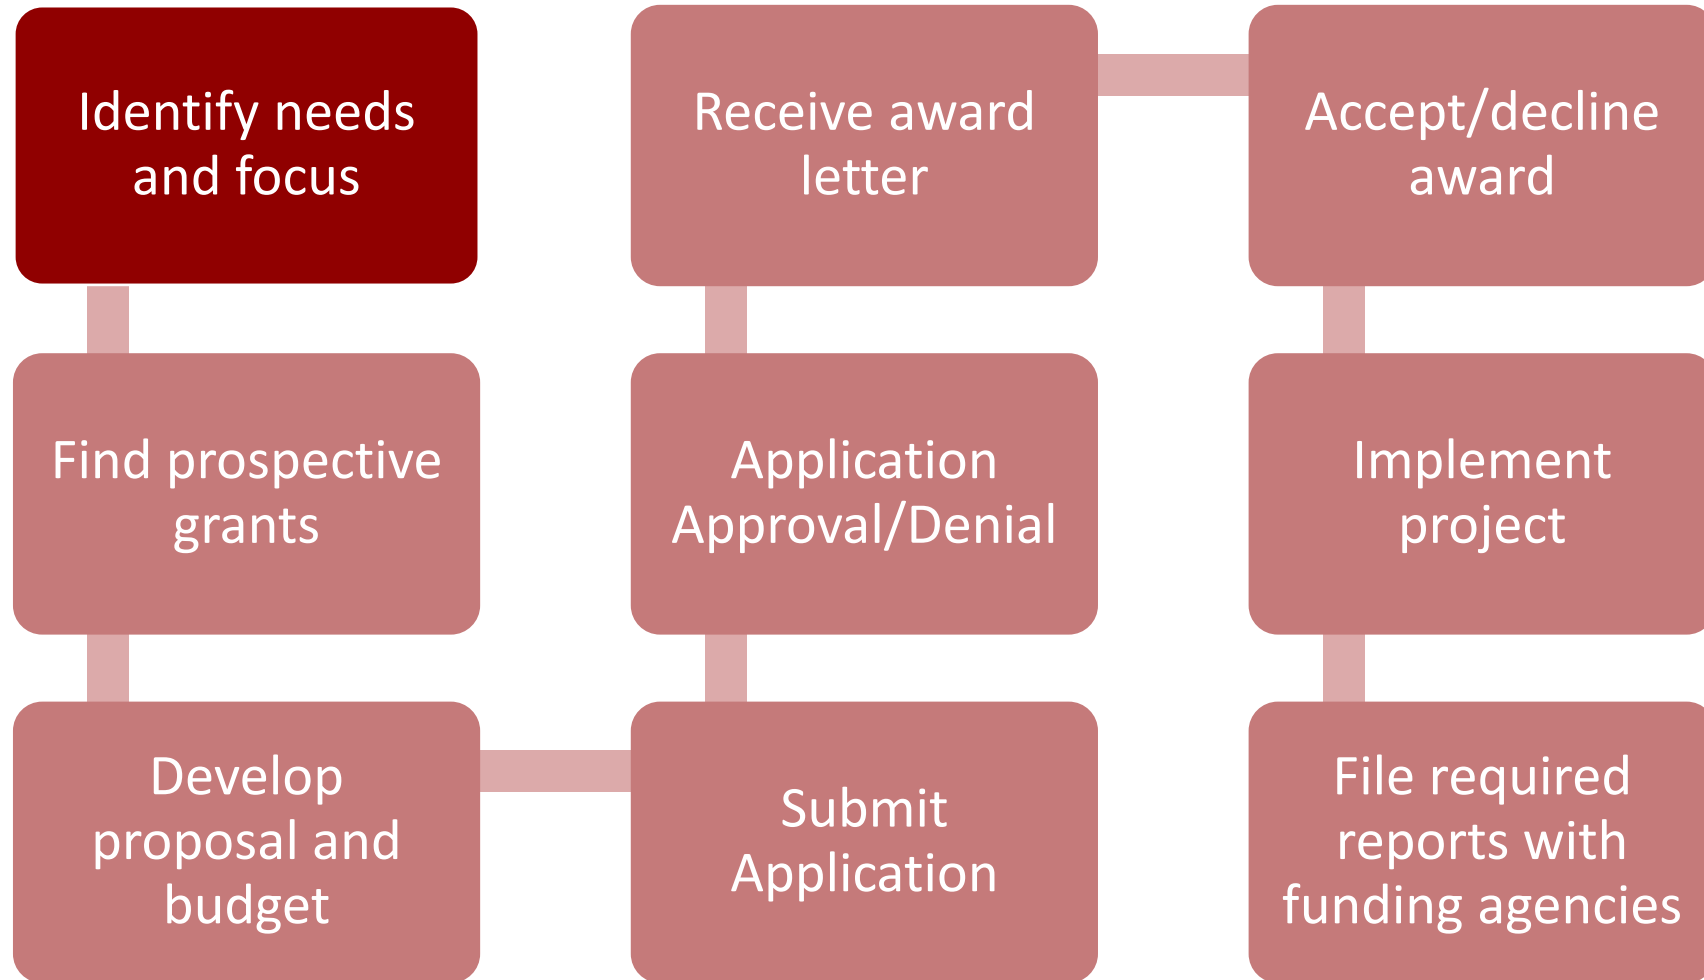 Identify needs
and focus
Find prospective
grants
Develop
proposal and
budget
Submit
Application
Application
Approval/Denial
Receive award
letter
Accept/decline
award
Implement
project
File required
reports with
funding agencies